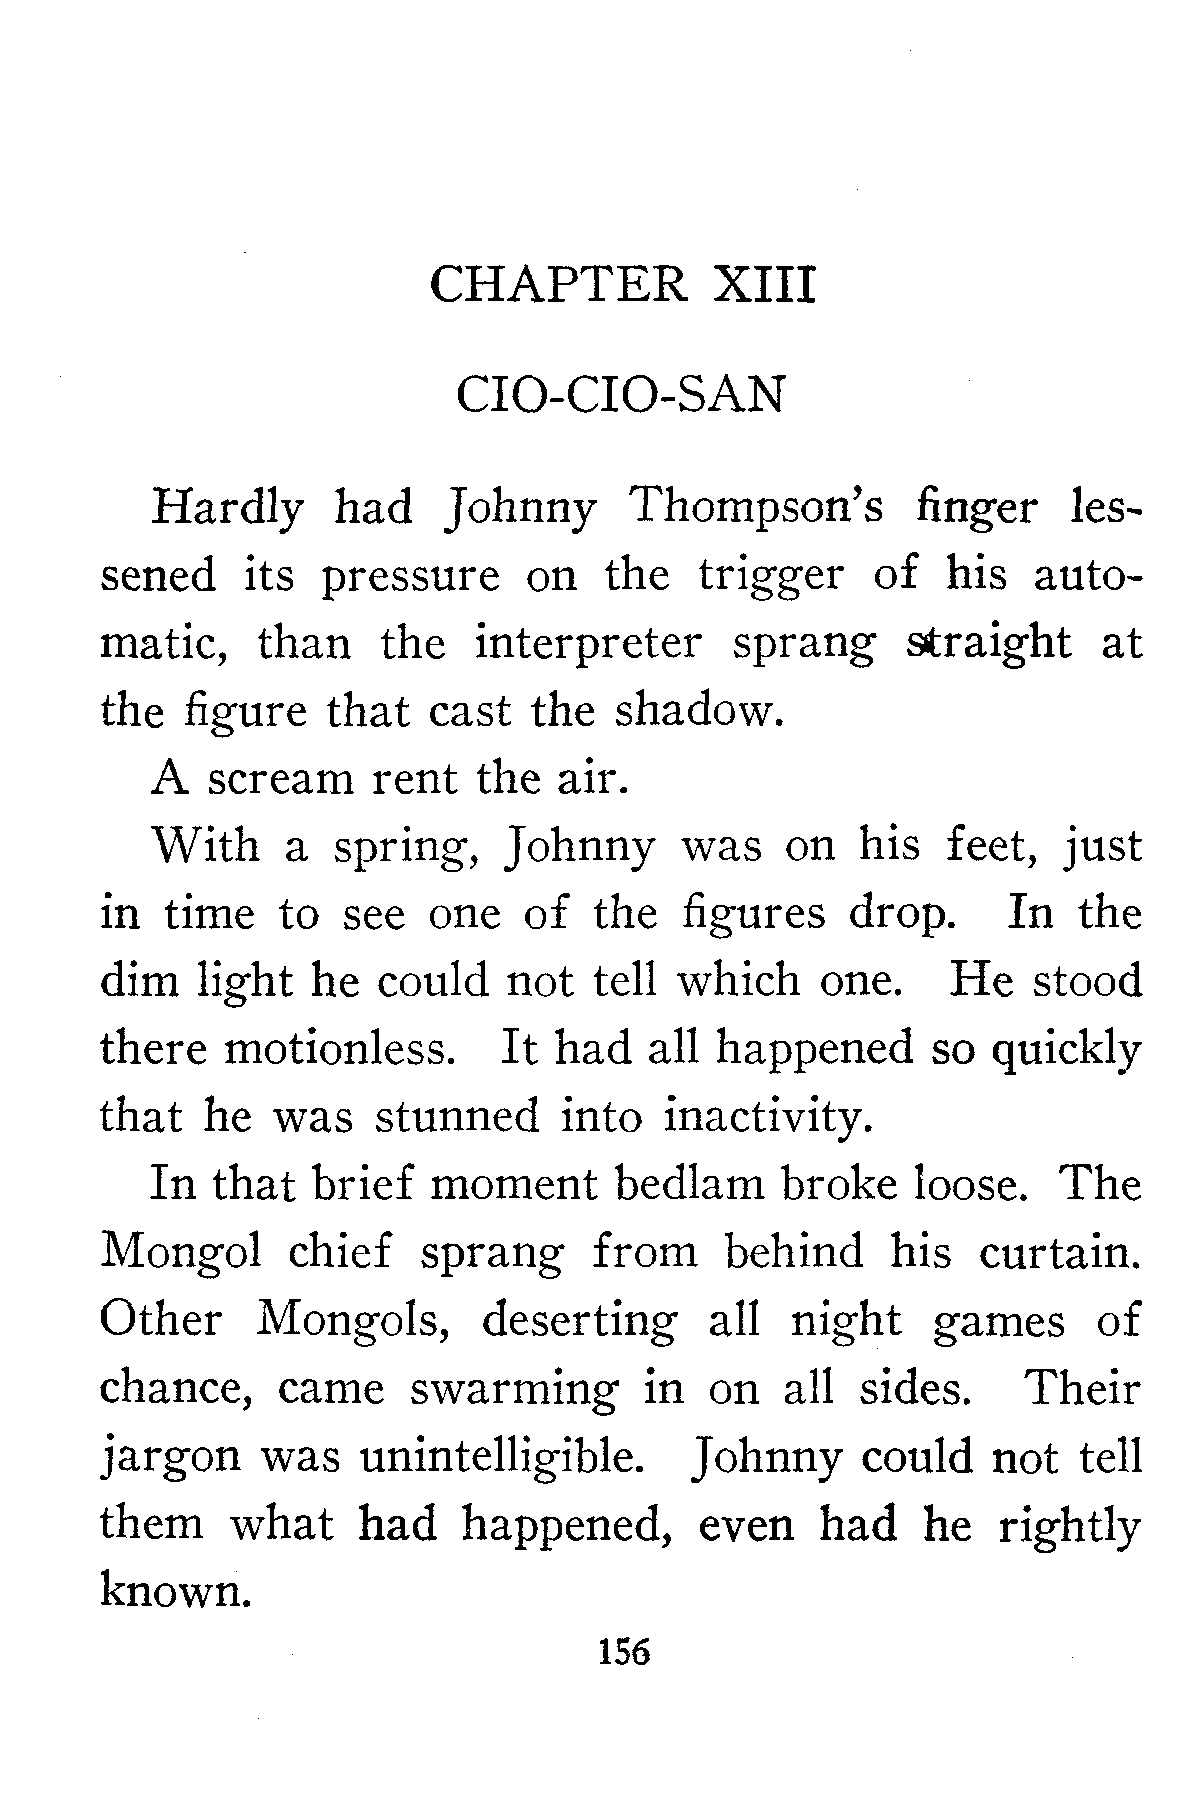 CHAPTER XIII
CIO-CIO-SAN
Hardly had Johnny Thompson's finger les-
sened its pressure on the trigger of his auto-
matic, than the interpreter sprang straight at
the figure that cast the shadow.
A scream rent the air.
With a spring, Johnny was on his feet, just
in time to see one of the figures drop. In the
dim light he could not tell which one. He stood
there motionless. It had all happened so quickly
that he was stunned into inactivity.
In that brief moment bedlam broke loose. The
Mongol chief sprang from behind his curtain.
Other Mongols, deserting all night games of
chance, came swarming in on all sides. Their
jargon was unintelligible. Johnny could not tell
them what had happened, even had he rightly
known.
156